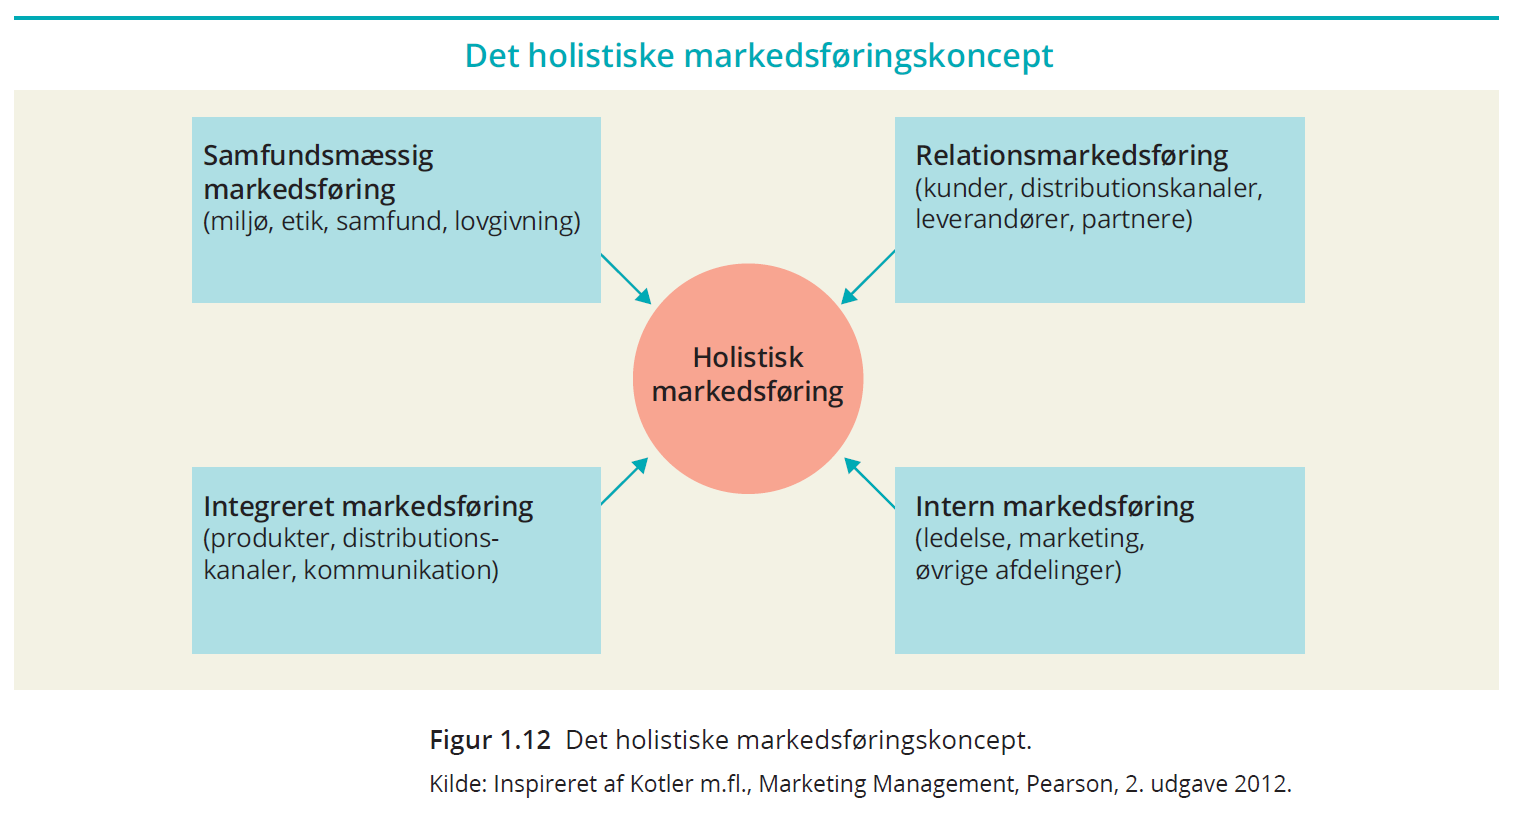 Det holistiske markedsføringskoncept
Samfundsmæssig
markedsføring
(miljø, etik, samfund, lovgivning)
Relationsmarkedsføring
(kunder, distributionskanaler,
leverandører, partnere)
Holistisk
markedsføring
Integreret markedsføring
(produkter, distributions-
kanaler, kommunikation)
Intern markedsføring
(ledelse, marketing,
øvrige afdelinger)
Figur 1.12 Det holistiske markedsføringskoncept.
Kilde: Inspireret af Kotler m.fl., Marketing Management, Pearson, 2. udgave 2012.